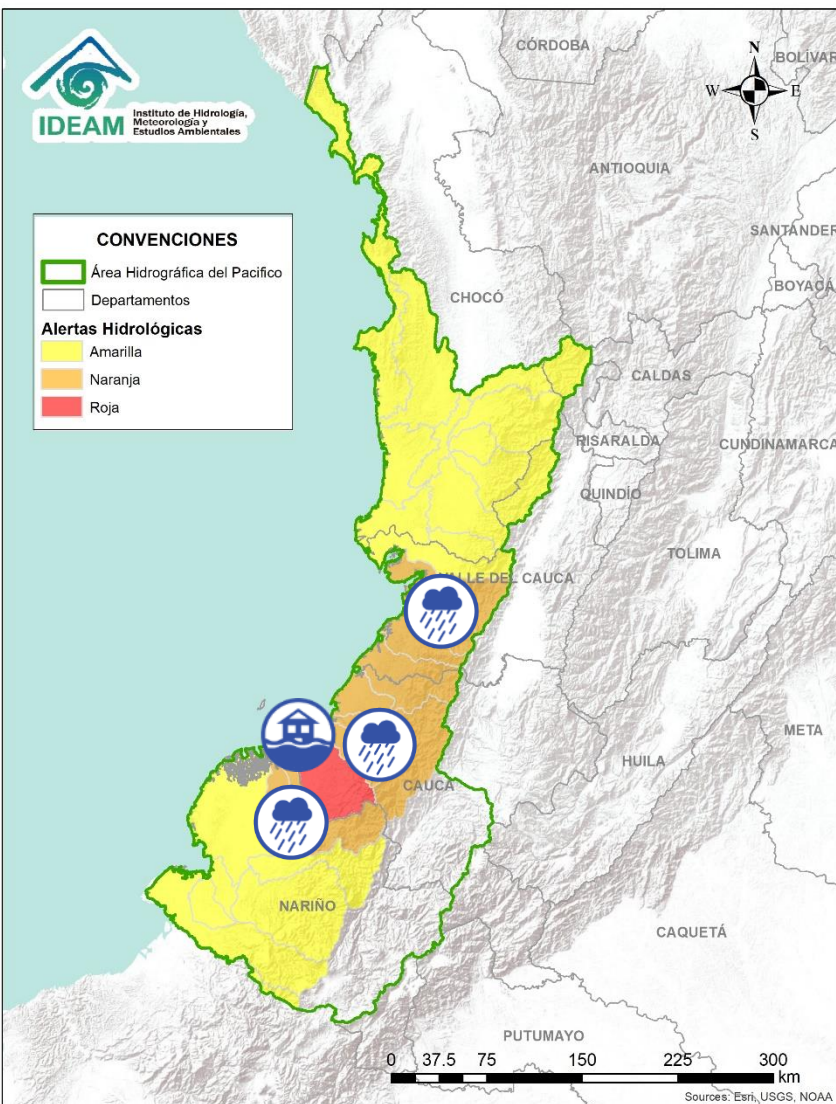 IDEAM
Instituto de Hidrología,
Meteorología y
Estudios Ambientales
CÓRDOBA
BOLÍVAR
N
W
E
S
ANTIOQUIA
SANTANDER
BOYACÁ
CONVENCIONES
Área Hidrográfica del Pacifico
Departamentos
Alertas Hidrológicas
Amarilla
Naranja
Roja
CHOCÓ
CALDAS
RISARALDA
CUNDINAMARCA
QUINDÍO
TOLIMA
VALLE DEL CAUCA
META
HUILA
CAUCA
NARIÑO
CAQUETÁ
PUTUMAYO
0 37.5 75 150 225 300
km
Sources: Esri, USGS, NOAA